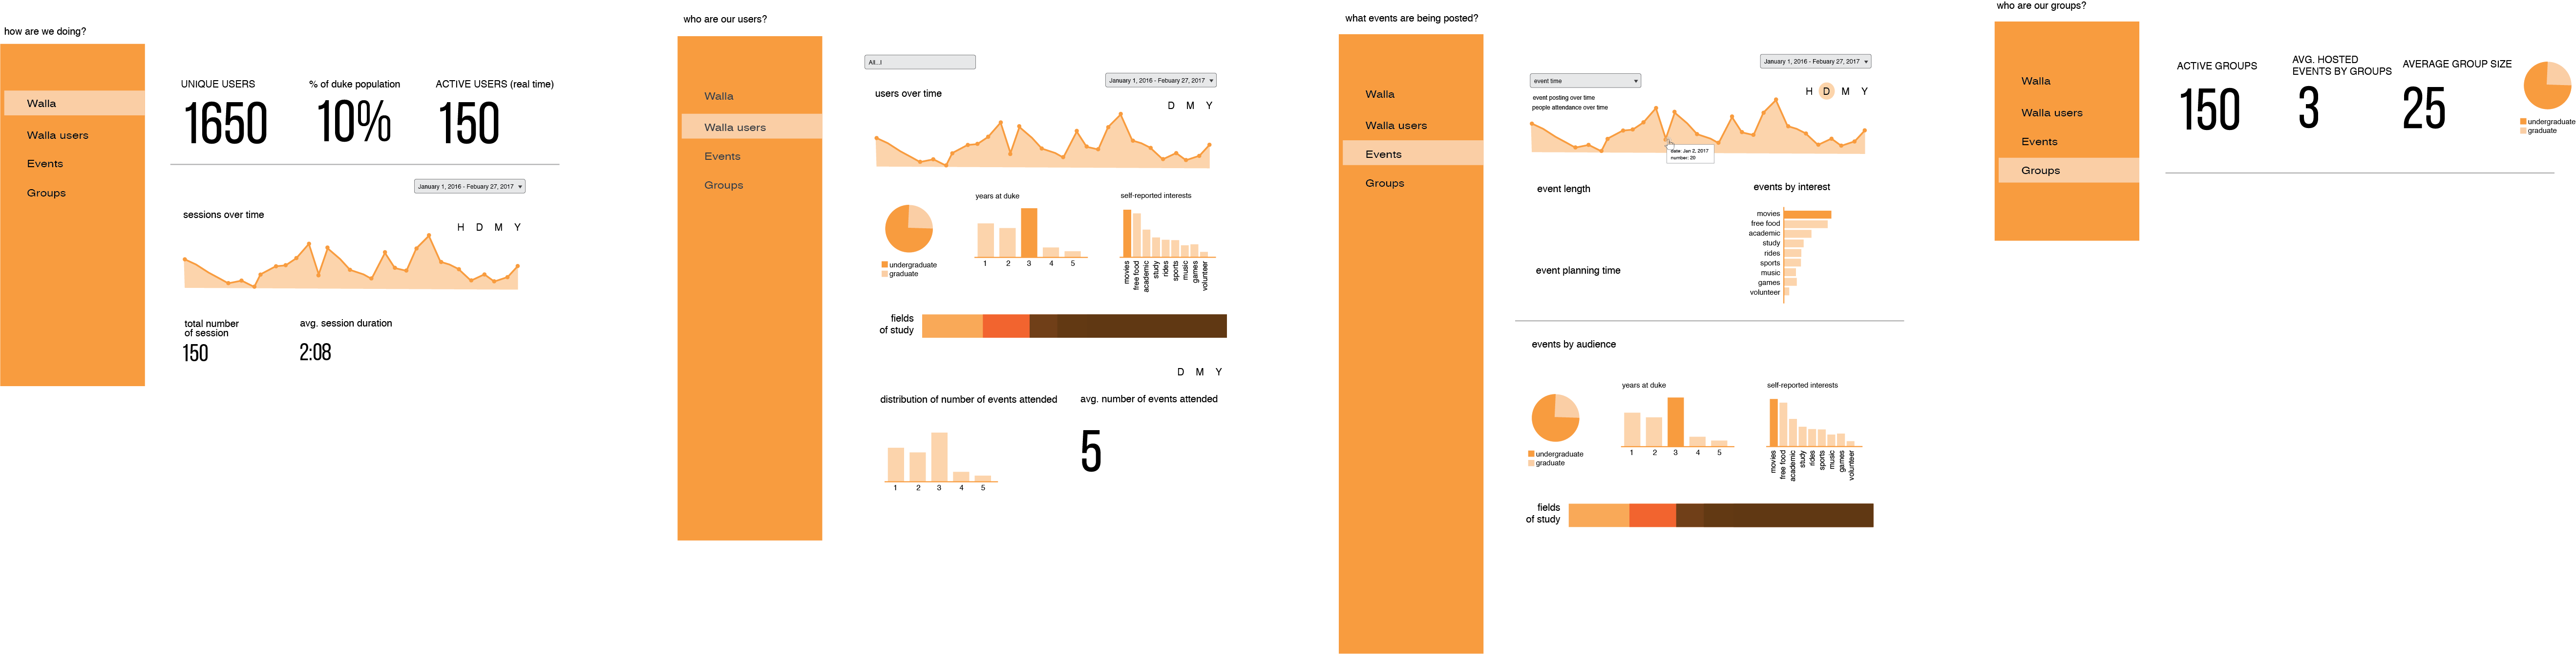 how are we doing?
Walla
Walla users
Events
Groups
UNIQUE USERS
1650
% of duke population
10%
ACTIVE USERS (real time)
150
January 1, 2016 - Febuary 27, 2017
sessions over time
H D M Y
total number
of session
150
avg. session duration
2:08
who are our users?
Walla
Walla users
Events
Groups
All...|
January 1, 2016 - Febuary 27, 2017
users over time
D M Y
undergraduate
graduate
years at duke
1 2 3 4 5
self-reported interests
movies
free food
academic
study
rides
sports
music
games
volunteer
fields
of study
D M Y
distribution of number of events attended
1 2 3 4 5
avg. number of events attended
5
what events are being posted?
Walla
Walla users
Events
Groups
January 1, 2016 - Febuary 27, 2017
event time
event posting over time
people attendance over time
H D M Y
date: Jan 2, 2017
number: 20
event length
event planning time
events by interest
movies
free food
academic
study
rides
sports
music
games
volunteer
events by audience
undergraduate
graduate
years at duke
1 2 3 4 5
self-reported interests
movies
free food
academic
study
rides
sports
music
games
volunteer
fields
of study
who are our groups?
Walla
Walla users
Events
Groups
ACTIVE GROUPS
150
AVG. HOSTED
EVENTS BY GROUPS
3
AVERAGE GROUP SIZE
25
undergraduate
graduate